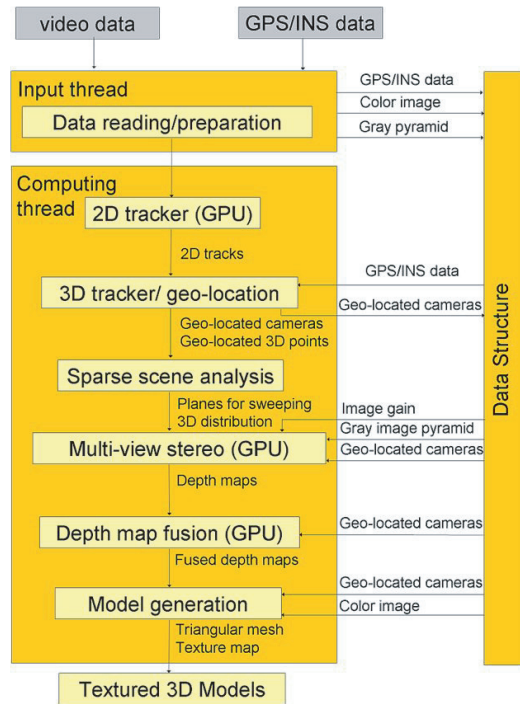 video data
GPS/INS data
Input thread
Data reading/preparation
GPS/INS data
Color image
Gray pyramid
Computing
thread
2D tracker (GPU)
2D tracks
3D tracker/ geo-location
GPS/INS data
Geo-located cameras
Geo-located cameras
Geo-located 3D points
Sparse scene analysis
Planes for sweeping
3D distribution
Image gain
Gray image pyramid
Geo-located cameras
Multi-view stereo (GPU)
Depth maps
Depth map fusion (GPU)
Geo-located cameras
Fused depth maps
Model generation
Geo-located cameras
Color image
Triangular mesh
Texture map
Textured 3D Models
Data Structure